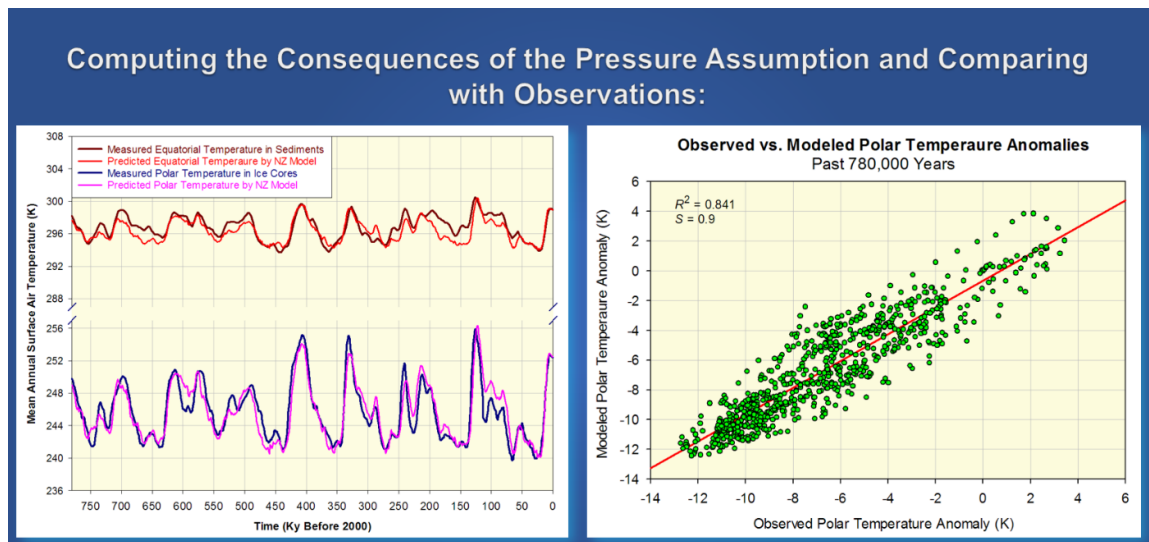 Computing the Consequences of the Pressure Assumption and Comparing
with Observations:
308
304
300
296
292
288
256
252
248
244
240
236
Mean Annual Surface Air Temperature (K)
Measured Equatorial Temperature in Sediments
Predicted Equatorial Temperaure by NZ Model
Measured Polar Temperature in Ice Cores
Predicted Polar Temperature by NZ Model
750 700 650 600 550 500 450 400 350 300 250 200 150 100 50 0
Time (Ky Before 2000)
Observed vs. Modeled Polar Temperaure Anomalies
Past 780,000 Years
R² = 0.841
S = 0.9
6
4
2
0
-2
-4
-6
-8
-10
-12
-14
Modeled Polar Temperaure Anomaly (K)
-14 -12 -10 -8 -6 -4 -2 0 2 4 6
Observed Polar Temperature Anomaly (K)